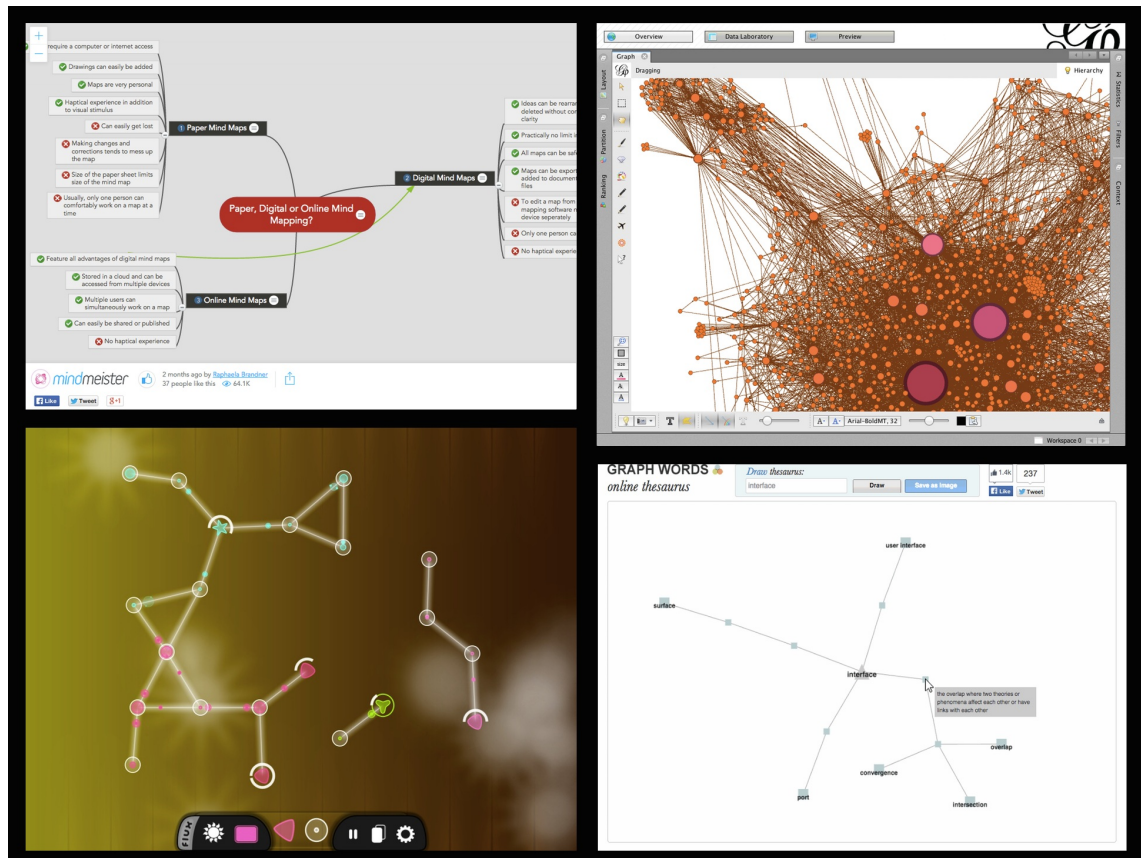 require a computer or internet access
Drawings can easily be added
Maps are very personal
Haptical experience in addition
to visual stimulus
Can easily get lost
Making changes and
corrections tends to mess up
the map
Size of the paper sheet limits
size of the mind map
Usually, only one person can
comfortably work on a map at a
time
1 Paper Mind Maps
Paper, Digital or Online Mind
Mapping?
2 Digital Mind Maps
Ideas can be rearran
deleted without com
clarity
Practically no limit i
All maps can be safe
Maps can be export
added to document
files
To edit a map from
mapping software n
device seperately
Only one person ca
No haptical experie
Feature all advantages of digital mind maps
Stored in a cloud and can be
accessed from multiple devices
Multiple users can
simultaneously work on a map
Can easily be shared or published
No haptical experience
3 Online Mind Maps
mindmeister
2 months ago by Raphaela Brandner
37 people like this 64.1K
Like
Tweet
g+1
Overview
Data Laboratory
Preview
Graph
Dragging
Hierarchy
Layout
Partition
Ranking
Statistics
Filters
Context
size
A
A
A
T
A- A- Arial-BoldMT, 32
Workspace 0
flux
GRAPH WORDS
online thesaurus
Draw thesaurus:
interface
Draw
Save as image
1.4k
237
Like
Tweet
user interface
surface
interface
the overlap where two theories or
phenomena affect each other or have
links with each other
overlap
convergence
port
intersection